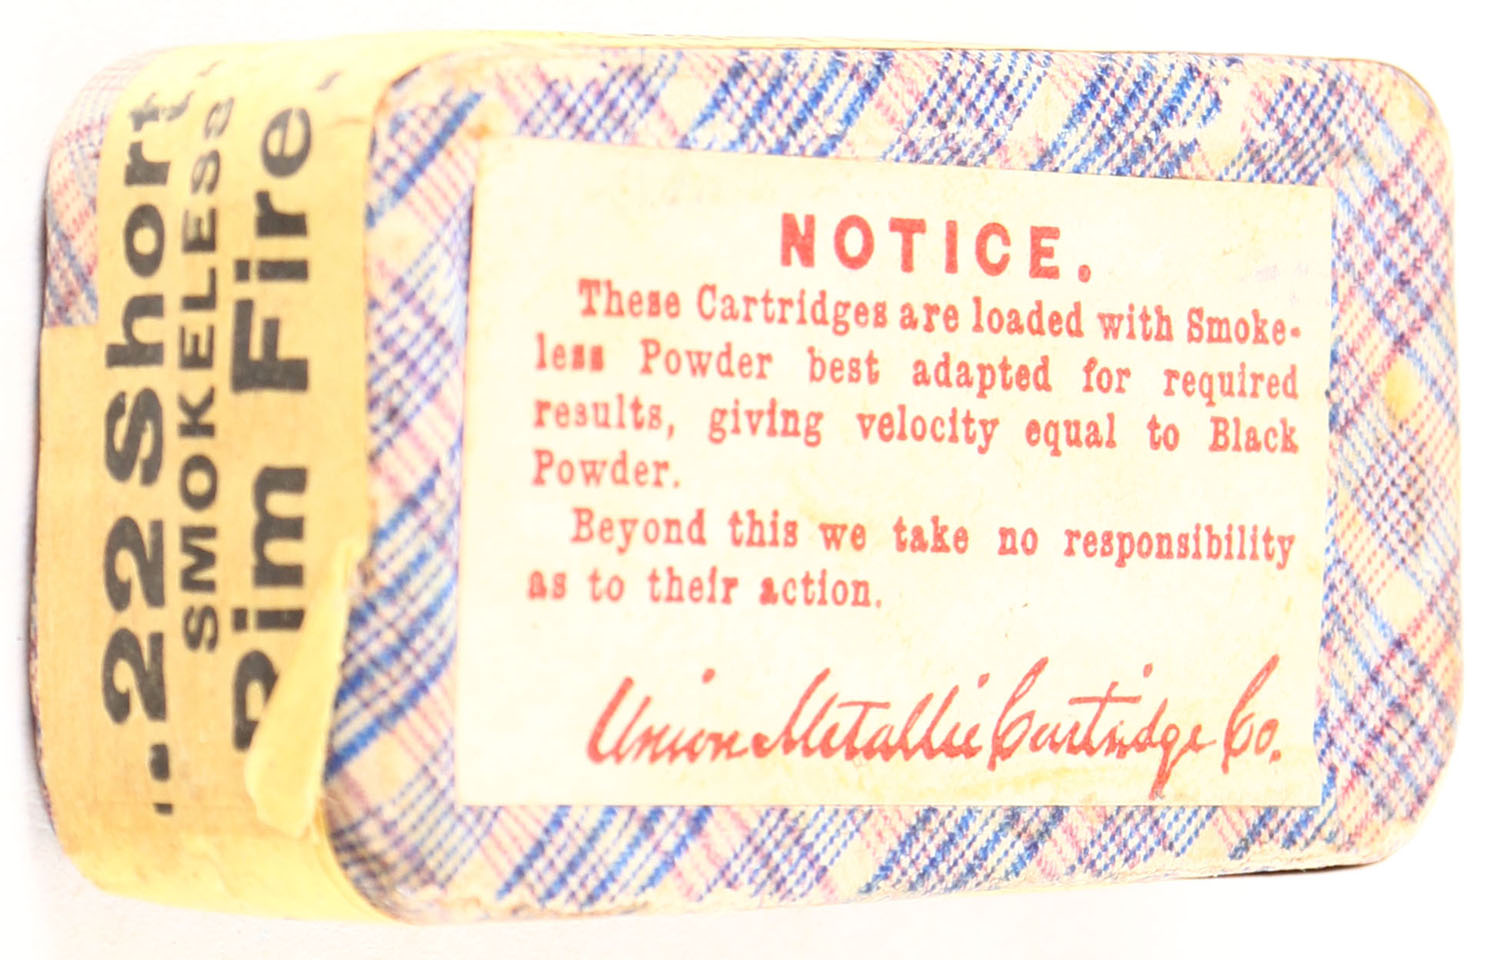 .22 Short
SMOKELESS
Rim Fire
NOTICE.
These Cartridges are loaded with Smoke-
less Powder best adapted for required
results, giving velocity equal to Black
Powder.
Beyond this we take no responsibility
as to their action.
Union Metallic Cartridge Co.